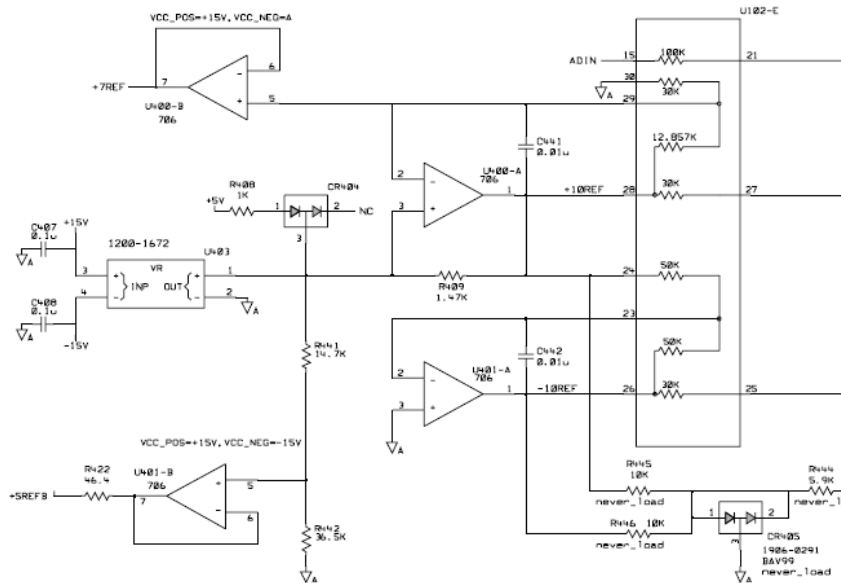 VCC_POS=+15V, VCC_NEG=A
U102-E
ADIN
15
100K
21
30
A
30K
29
+7REF
7
6
5
U400-B
706
12.857K
C441
0.01u
2
3
U400-A
706
1
+10REF
28
30K
27
R408
1K
+5V
CR404
1
2
3
NC
C407
0.1u
+15V
A
1200-1672
U403
3
4
+
-
INP
VR
OUT
+
-
1
2
A
C408
0.1u
-15V
A
R409
1.47K
24
50K
23
R441
14.7K
50K
C442
0.01u
2
3
U401-A
706
1
-10REF
26
30K
25
A
VCC_POS=+15V, VCC_NEG=-15V
+5REFB
R422
46.4
U401-B
706
7
5
6
R442
36.5K
A
R445
10K
never_load
R444
5.9K
never_l
R446 10K
never_load
1
2
3
CR405
1906-0291
BAV99
never_load
A